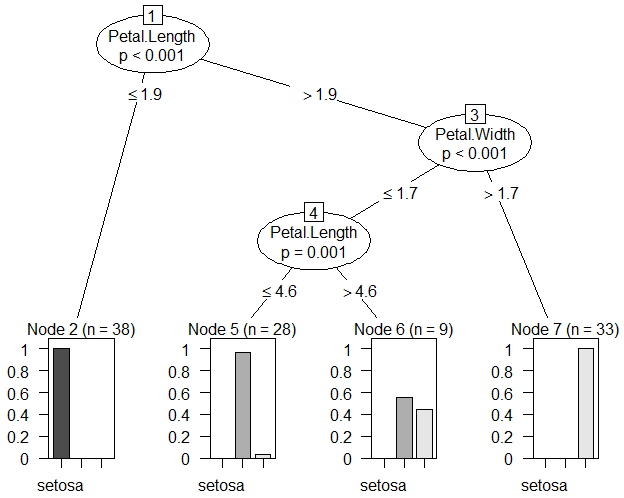 1
Petal.Length
p < 0.001
≤ 1.9
> 1.9
3
Petal.Width
p < 0.001
≤ 1.7
> 1.7
4
Petal.Length
p = 0.001
≤ 4.6
> 4.6
Node 2 (n = 38)
1
0.8
0.6
0.4
0.2
0
setosa
Node 5 (n = 28)
1
0.8
0.6
0.4
0.2
0
setosa
Node 6 (n = 9)
1
0.8
0.6
0.4
0.2
0
setosa
Node 7 (n = 33)
1
0.8
0.6
0.4
0.2
0
setosa